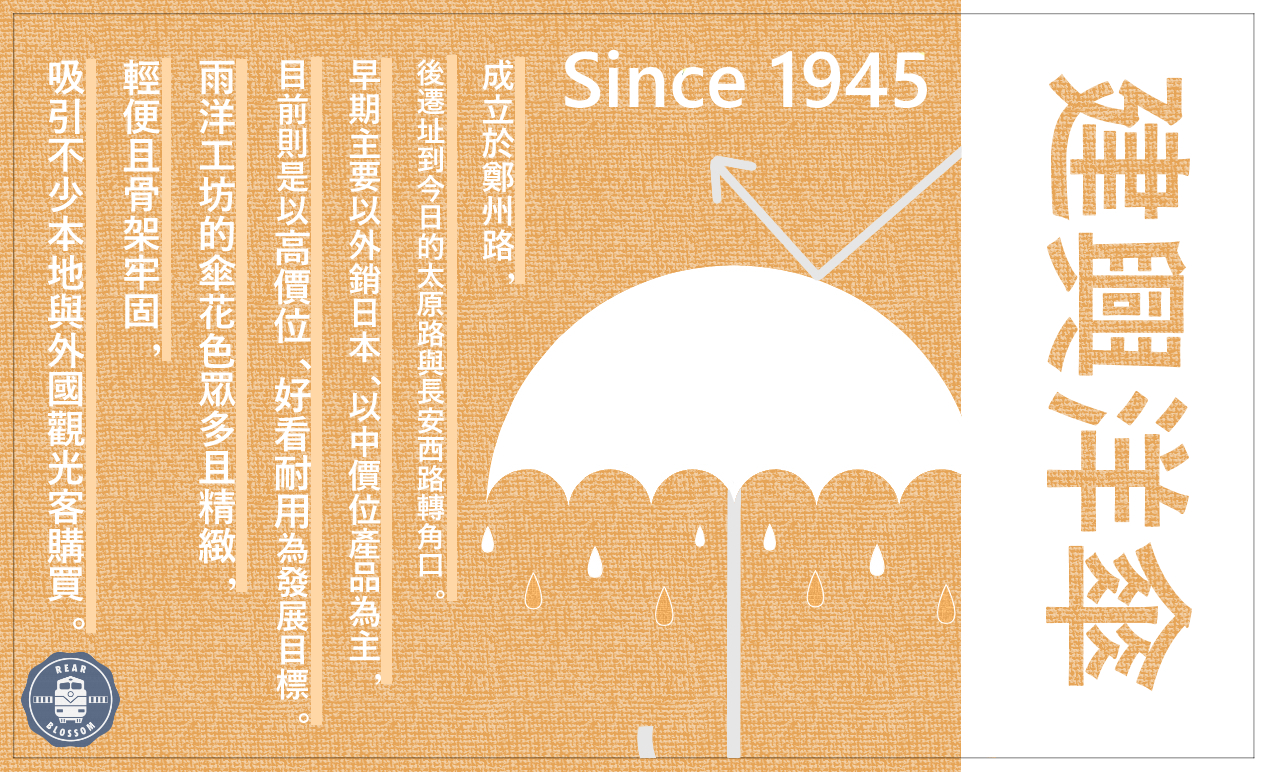 建興洋傘
Since 1945
成立於鄭州路，
後遷址到今日的太原路與長安西路轉角口。
早期主要以外銷日本、以中價位產品為主，
目前則是以高價位、好看耐用為發展目標。
雨洋工坊的傘花色眾多且精緻，
輕便且骨架牢固，
吸引不少本地與外國觀光客購買。
REAR
BLOSSOM